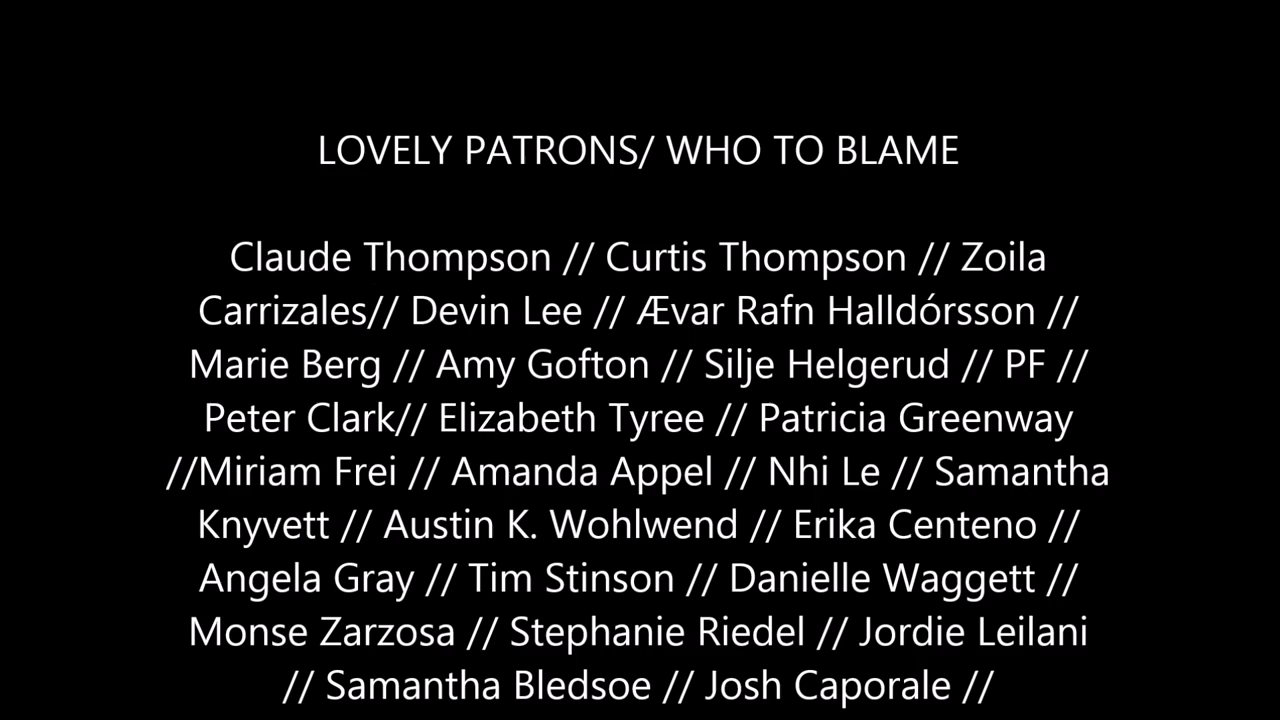 LOVELY PATRONS/ WHO TO BLAME
Claude Thompson // Curtis Thompson // Zoila
Carrizales// Devin Lee // Ævar Rafn Halldórsson //
Marie Berg // Amy Gofton // Silje Helgerud // PF //
Peter Clark// Elizabeth Tyree // Patricia Greenway
//Miriam Frei // Amanda Appel // Nhi Le // Samantha
Knyvett // Austin K. Wohlwend // Erika Centeno //
Angela Gray // Tim Stinson // Danielle Waggett //
Monse Zarzosa // Stephanie Riedel // Jordie Leilani
// Samantha Bledsoe // Josh Caporale //